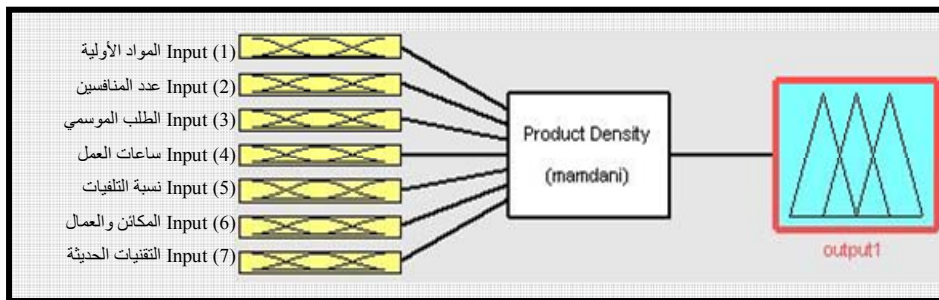 Input (1) المواد الأولية
Input (2) عدد المنافسين
Input (3) الطلب الموسمي
Input (4) ساعات العمل
Input (5) نسبة التلفيات
Input (6) المكائن والعمال
Input (7) التقنيات الحديثة
Product Density
(mamdani)
output1